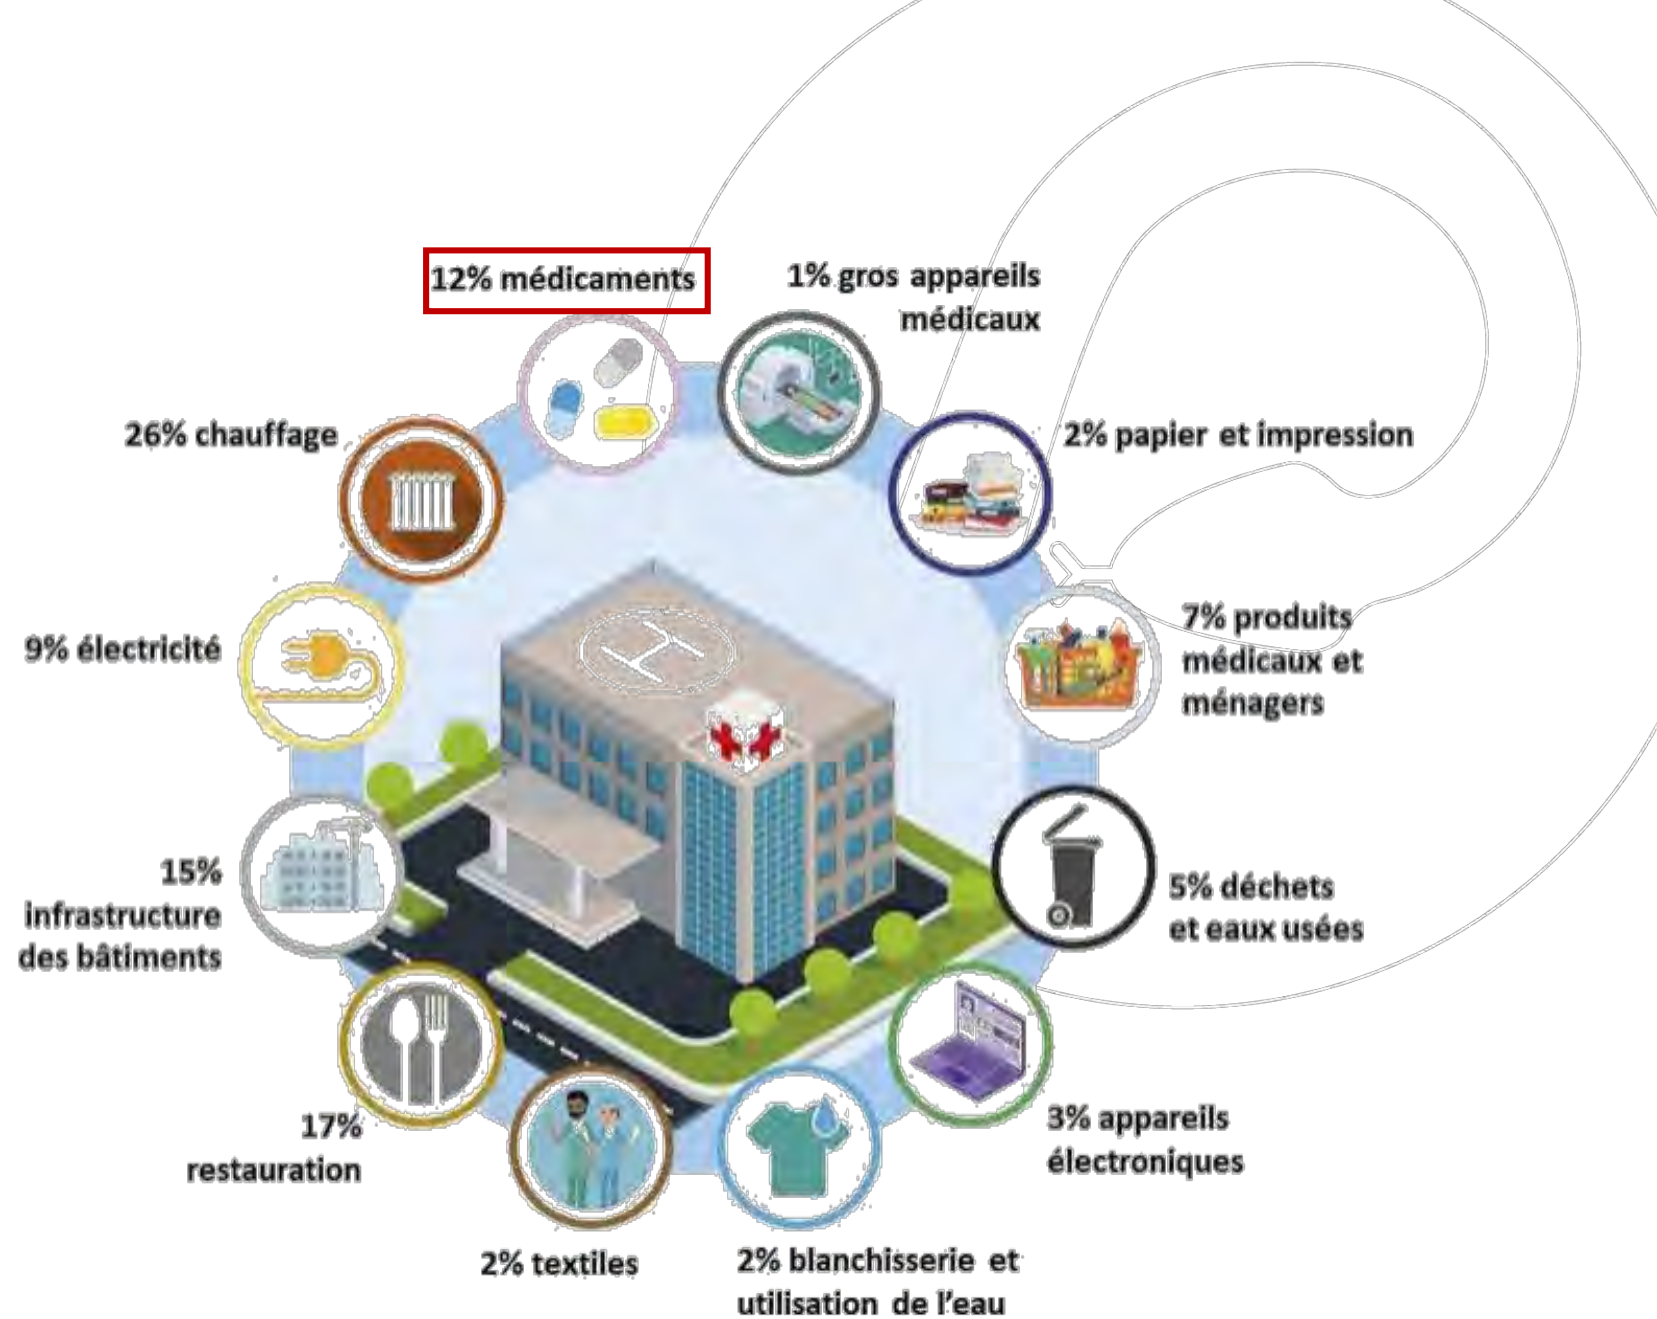 12% médicaments
1% gros appareils
médicaux
2% papier et impression
7% produits
médicaux et
ménagers
5% déchets
et eaux usées
3% appareils
électroniques
2% blanchisserie et
utilisation de l'eau
2% textiles
17%
restauration
15%
infrastructure
des bâtiments
9% électricité
26% chauffage
H